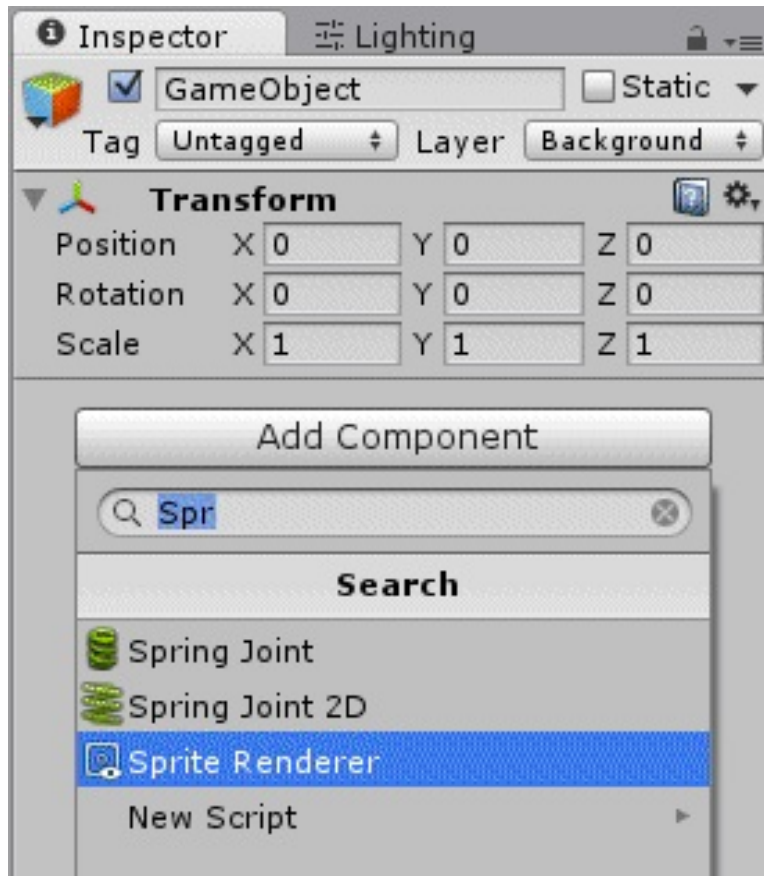 Inspector Lighting
GameObject Static
Tag Untagged Layer Background
Transform
Position X 0 Y 0 Z 0
Rotation X 0 Y 0 Z 0
Scale X 1 Y 1 Z 1
Add Component
Spr
Search
Spring Joint
Spring Joint 2D
Sprite Renderer
New Script